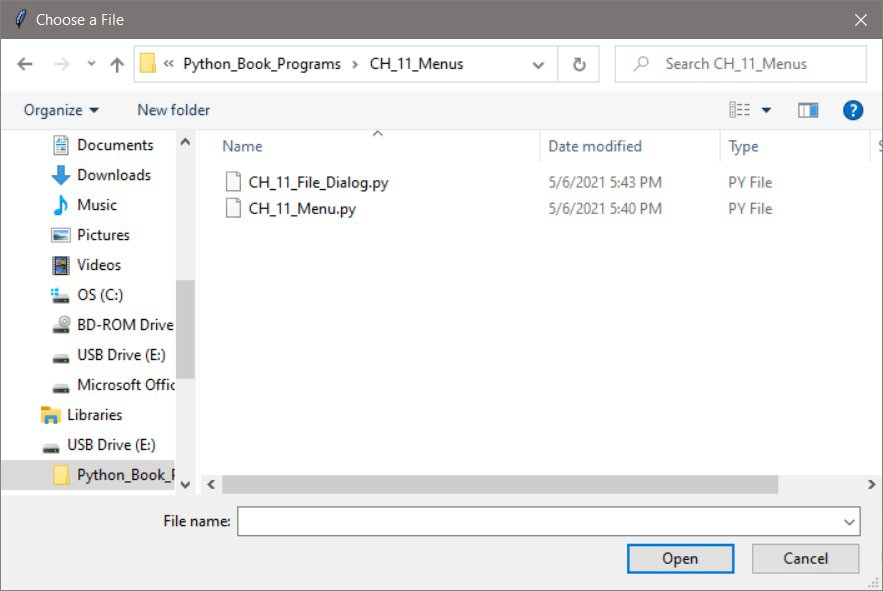 Choose a File
« Python_Book_Programs > CH_11_Menus
Search CH_11_Menus
Organize
New folder
Name Date modified Type
CH_11_File_Dialog.py 5/6/2021 5:43 PM PY File
CH_11_Menu.py 5/6/2021 5:40 PM PY File
Documents
Downloads
Music
Pictures
Videos
OS (C:)
BD-ROM Drive
USB Drive (E:)
Microsoft Offic
Libraries
USB Drive (E:)
Python_Book_P
File name:
Open
Cancel